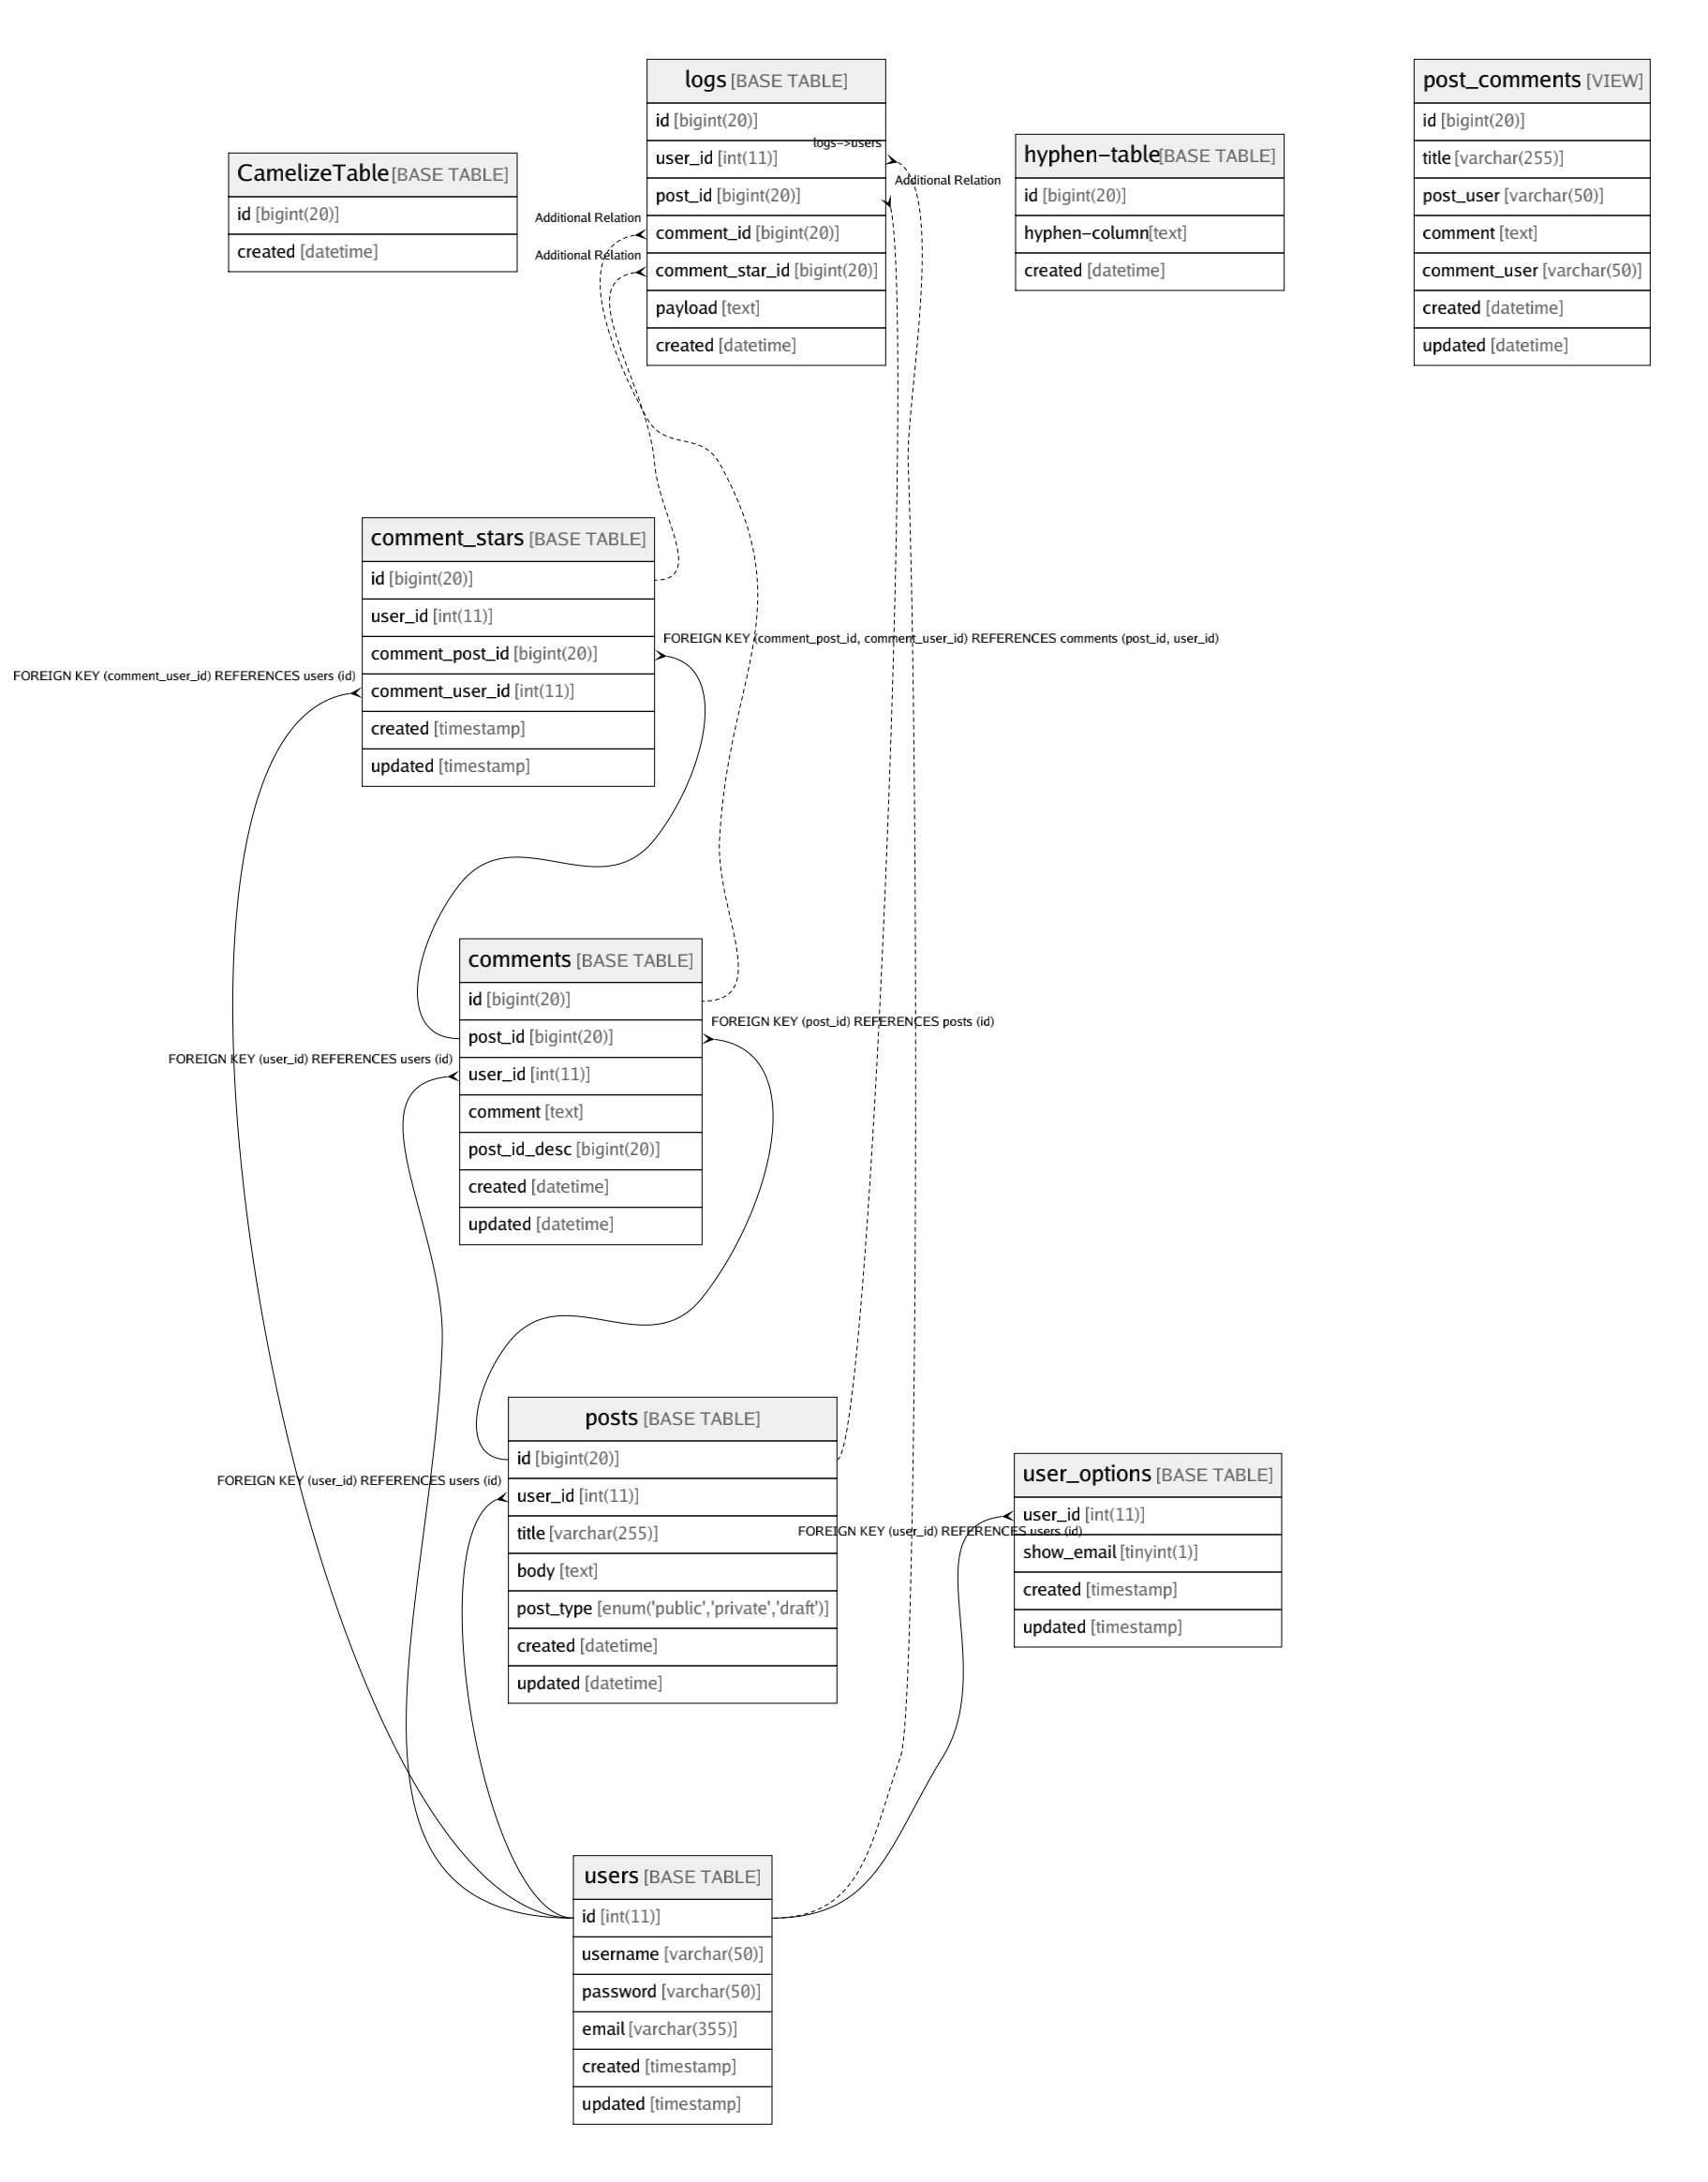 logs [BASE TABLE]
id [bigint(20)]
user_id [int(11)]
post_id [bigint(20)]
comment_id [bigint(20)]
comment_star_id [bigint(20)]
payload [text]
created [datetime]
logs->users
Additional Relation
Additional Relation
Additional Relation
post_comments [VIEW]
id [bigint(20)]
title [varchar(255)]
post_user [varchar(50)]
comment [text]
comment_user [varchar(50)]
created [datetime]
updated [datetime]
hyphen-table [BASE TABLE]
id [bigint(20)]
hyphen-column [text]
created [datetime]
CamelizeTable [BASE TABLE]
id [bigint(20)]
created [datetime]
comment_stars [BASE TABLE]
id [bigint(20)]
user_id [int(11)]
comment_post_id [bigint(20)]
comment_user_id [int(11)]
created [timestamp]
updated [timestamp]
FOREIGN KEY (comment_post_id, comment_user_id) REFERENCES comments (post_id, user_id)
FOREIGN KEY (comment_user_id) REFERENCES users (id)
comments [BASE TABLE]
id [bigint(20)]
post_id [bigint(20)]
user_id [int(11)]
comment [text]
post_id_desc [bigint(20)]
created [datetime]
updated [datetime]
FOREIGN KEY (post_id) REFERENCES posts (id)
FOREIGN KEY (user_id) REFERENCES users (id)
posts [BASE TABLE]
id [bigint(20)]
user_id [int(11)]
title [varchar(255)]
body [text]
post_type [enum('public','private','draft')]
created [datetime]
updated [datetime]
FOREIGN KEY (user_id) REFERENCES users (id)
user_options [BASE TABLE]
user_id [int(11)]
show_email [tinyint(1)]
created [timestamp]
updated [timestamp]
FOREIGN KEY (user_id) REFERENCES users (id)
users [BASE TABLE]
id [int(11)]
username [varchar(50)]
password [varchar(50)]
email [varchar(355)]
created [timestamp]
updated [timestamp]